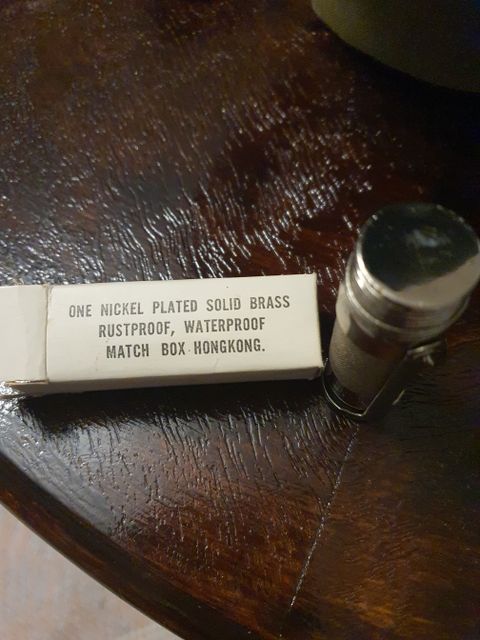 ONE NICKEL PLATED SOLID BRASS
RUSTPROOF, WATERPROOF
MATCH BOX HONGKONG.